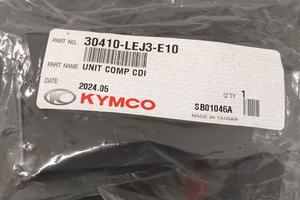 PART NO. 30410-LEJ3-E10
PART NAME UNIT COMP CDI
DATE 2024.05 Q'TY 1
KYMCO SB01046A
MADE IN TAIWAN